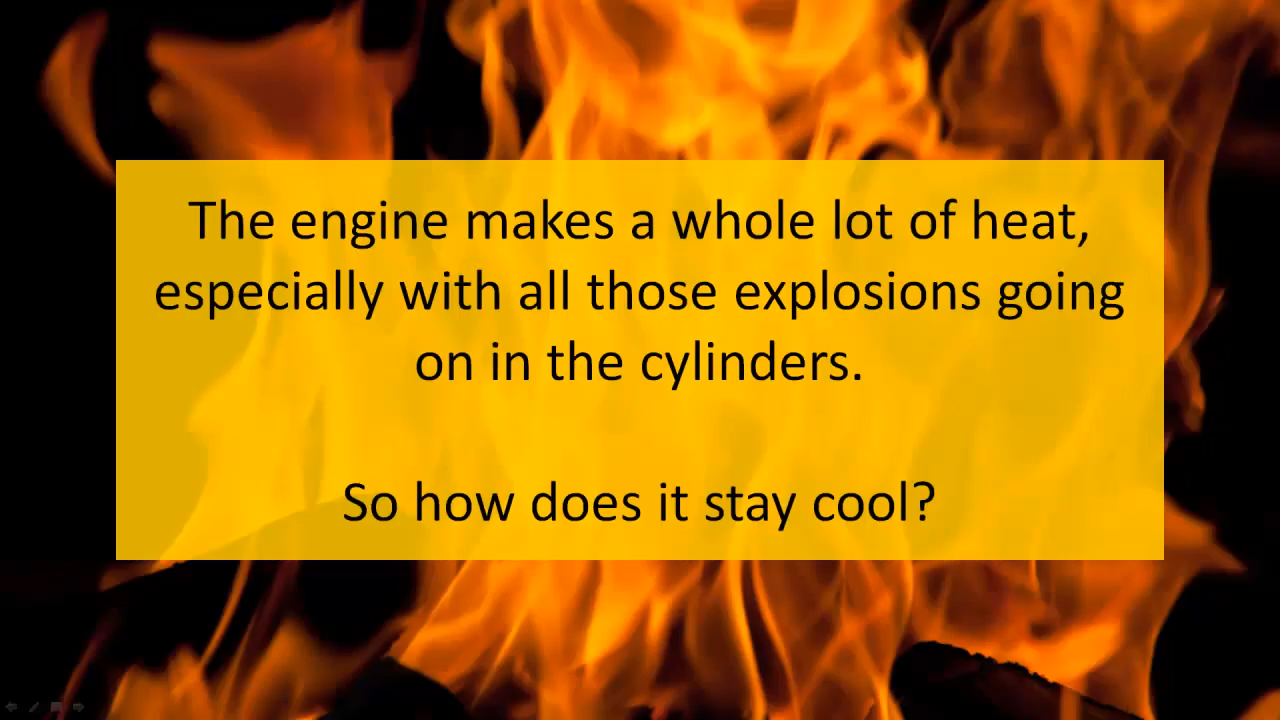 The engine makes a whole lot of heat,
especially with all those explosions going
on in the cylinders.
So how does it stay cool?